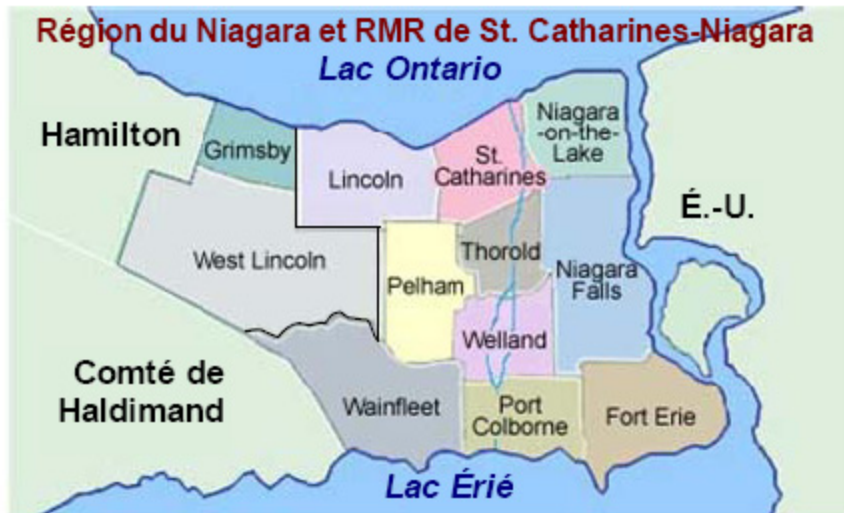 Région du Niagara et RMR de St. Catharines-Niagara
Lac Ontario
Hamilton
Grimsby
Lincoln
St.
Catharines
Niagara
-on-the-
Lake
É.-U.
West Lincoln
Pelham
Thorold
Niagara
Falls
Welland
Comté de
Haldimand
Wainfleet
Port
Colborne
Fort Erie
Lac Érié